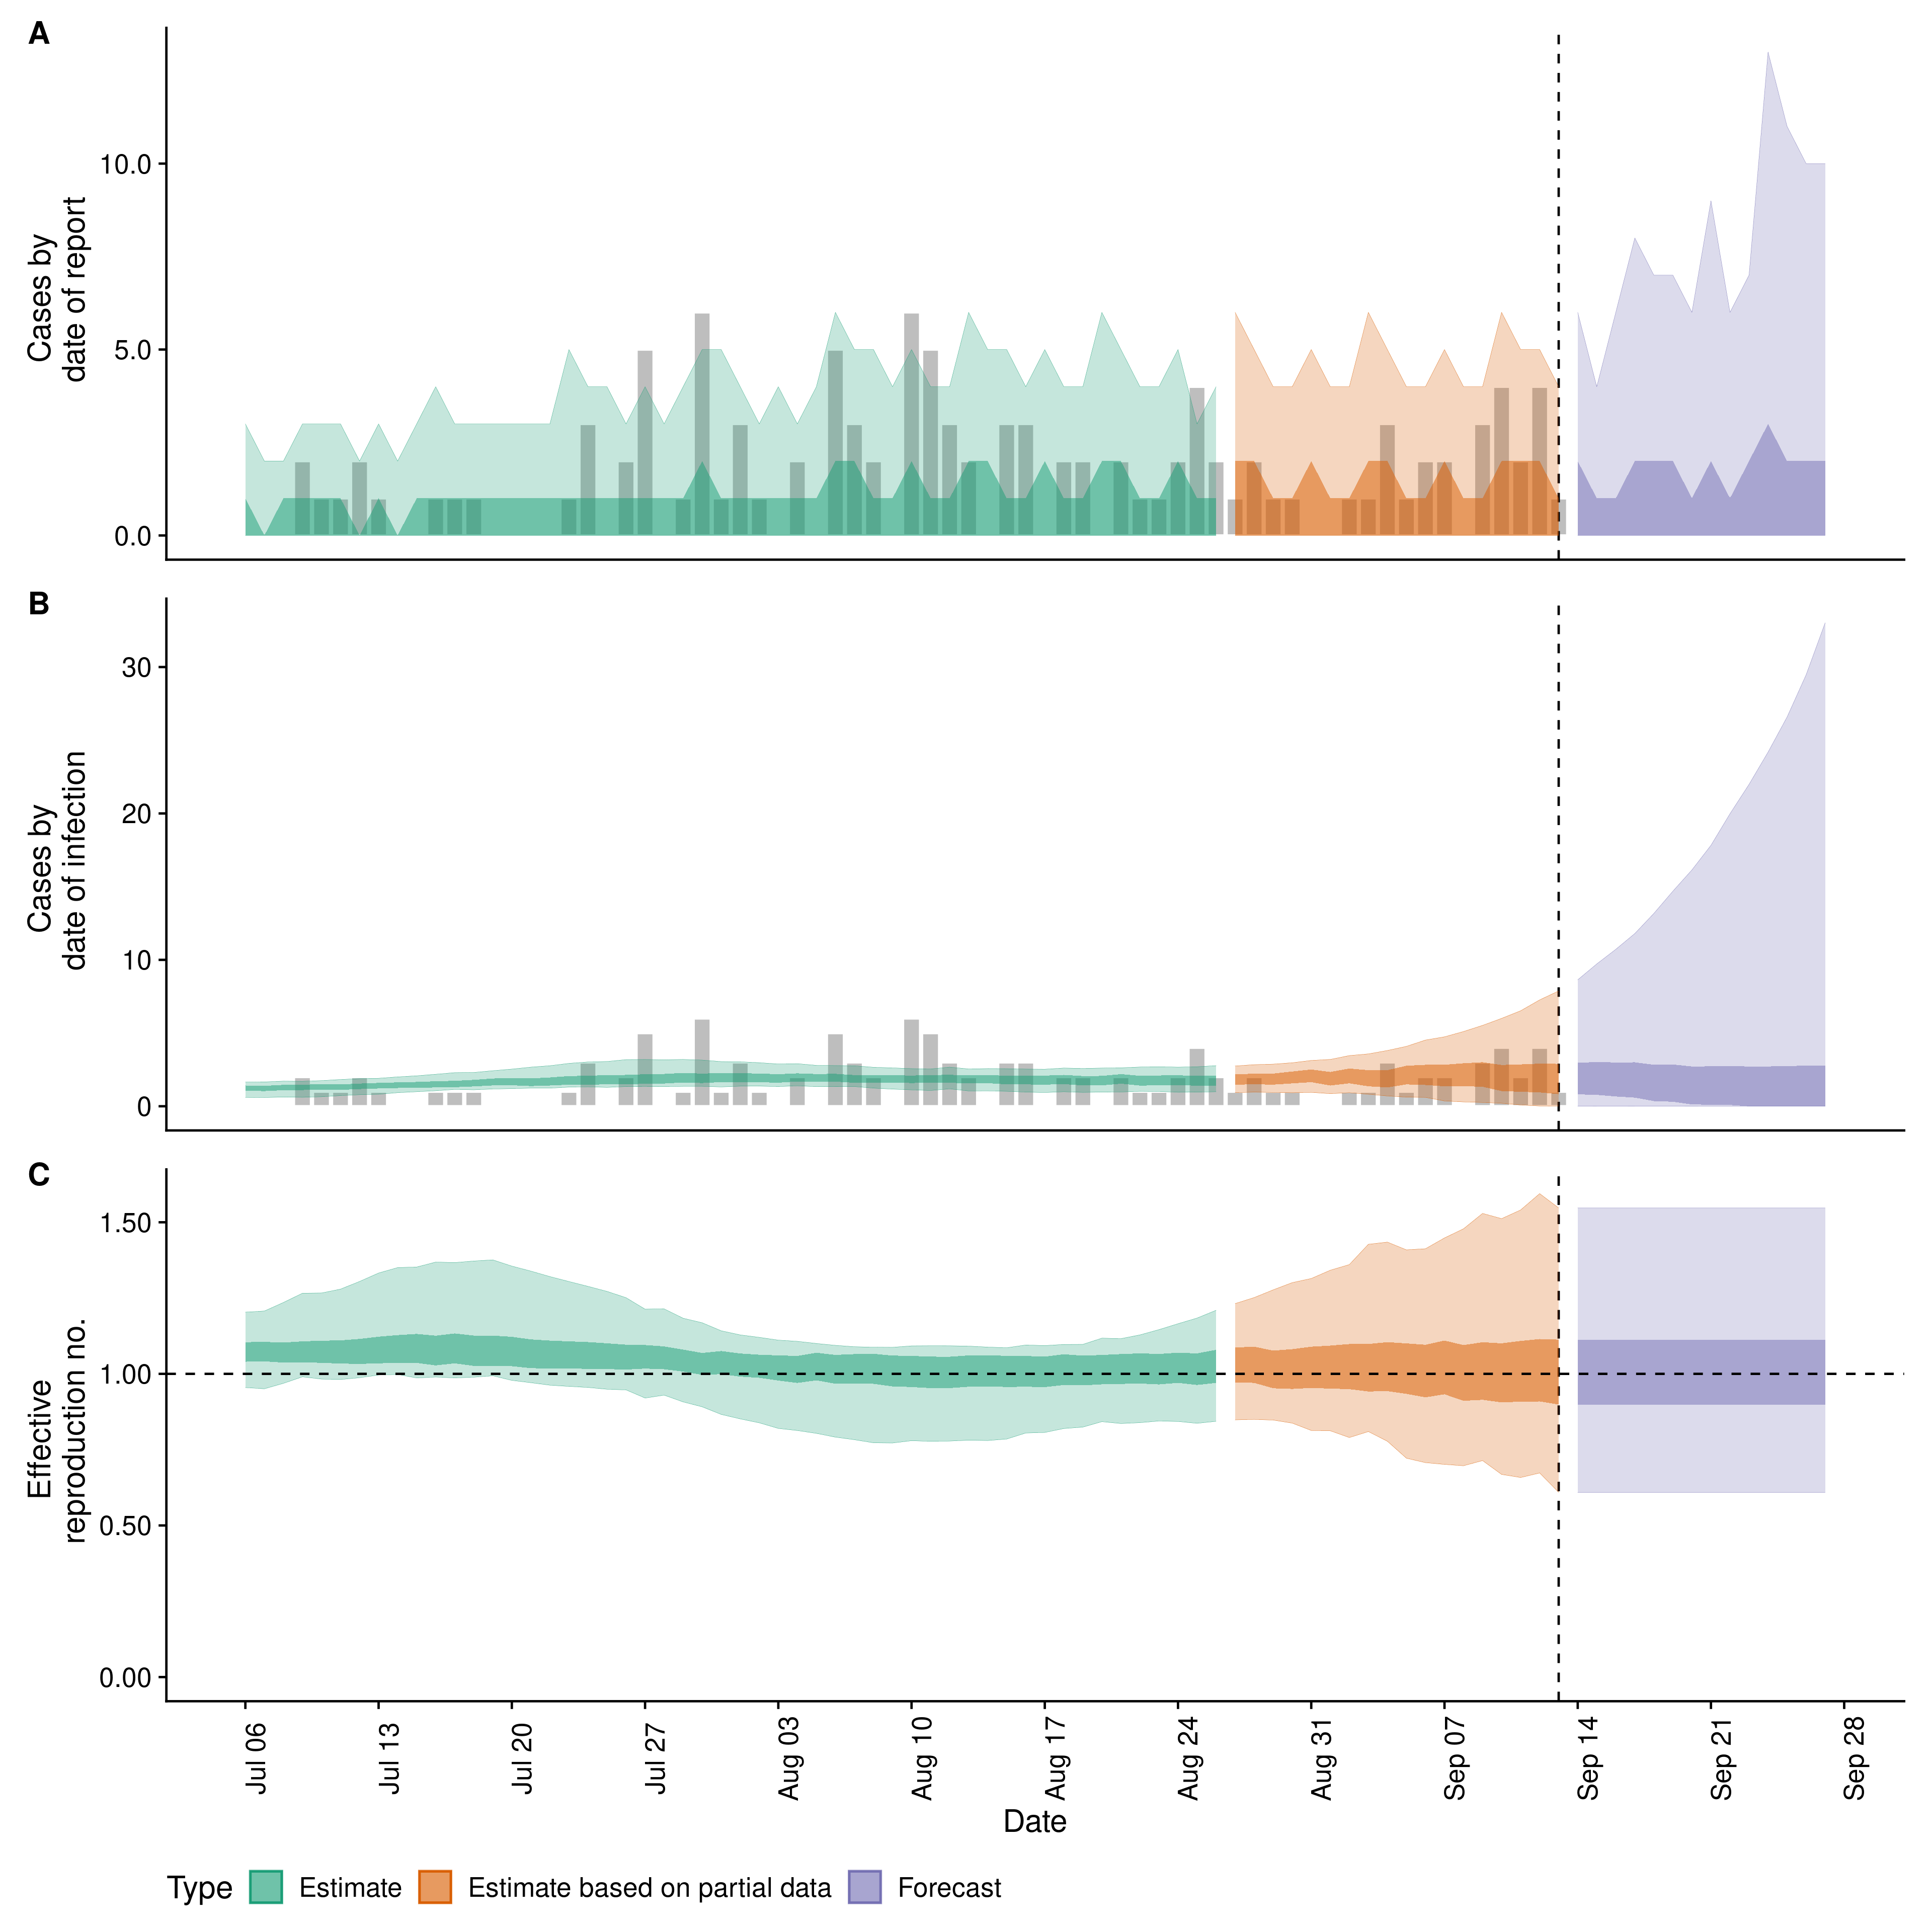 A
Cases by
date of report
10.0
5.0
0.0
B
Cases by
date of infection
30
20
10
0
C
Effective
reproduction no.
1.50
1.00
0.50
0.00
Jul 06
Jul 13
Jul 20
Jul 27
Aug 03
Aug 10
Aug 17
Aug 24
Aug 31
Sep 07
Sep 14
Sep 21
Sep 28
Date
Type Estimate Estimate based on partial data Forecast